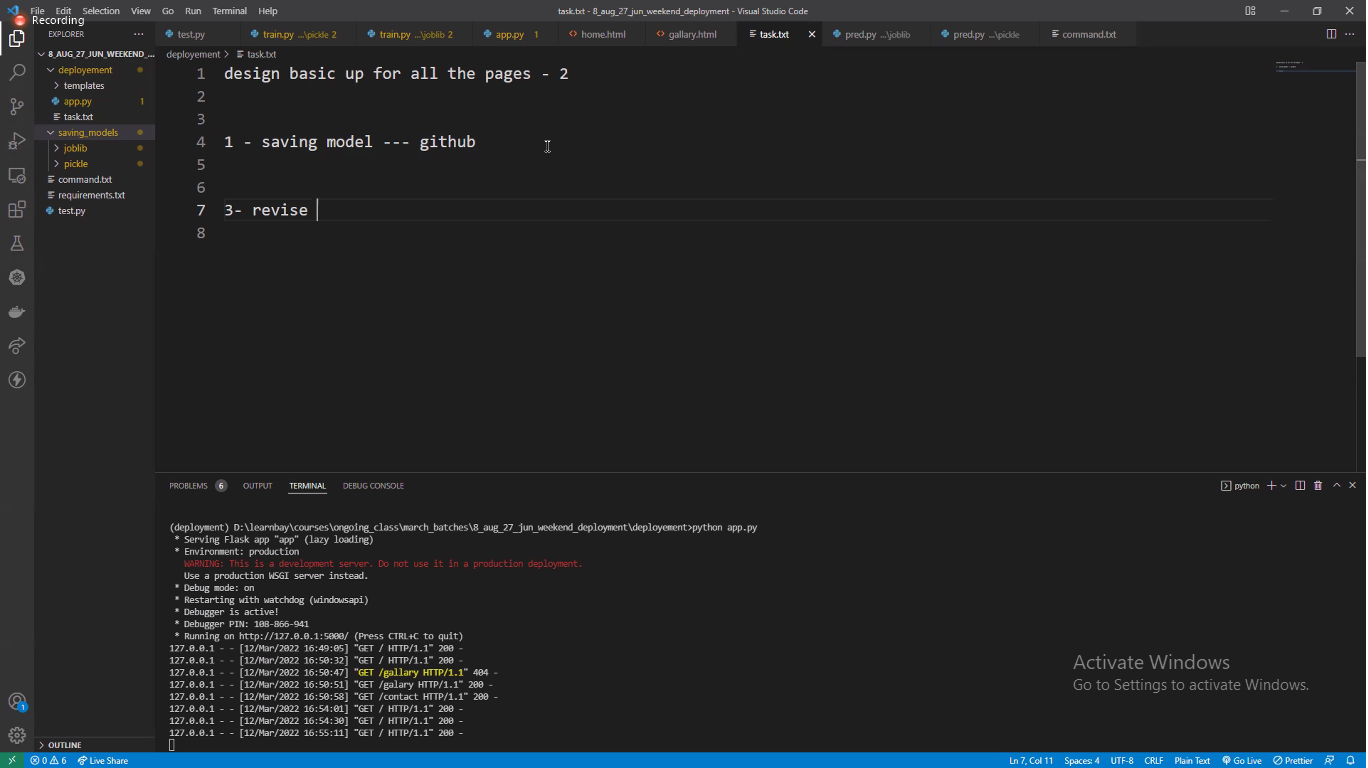 File Edit Selection View Go Run Terminal Help
task.txt - 8_aug_27_jun_weekend_deployment - Visual Studio Code
Recording
EXPLORER
test.py
train.py ...\pickle 2
train.py ...\joblib 2
app.py 1
home.html
gallary.html
task.txt
pred.py ...\joblib
pred.py ...\pickle
command.txt
8_AUG_27_JUN_WEEKEND_...
deployement
templates
app.py 1
task.txt
saving_models
joblib
pickle
command.txt
requirements.txt
test.py
deployement > task.txt
1 design basic up for all the pages - 2
2
3
4 1 - saving model --- github
5
6
7 3- revise
8
PROBLEMS 6 OUTPUT TERMINAL DEBUG CONSOLE
python
(deployment) D:\learnbay\courses\ongoing_class\march_batches\8_aug_27_jun_weekend_deployment\deployement>python app.py
* Serving Flask app "app" (lazy loading)
* Environment: production
WARNING: This is a development server. Do not use it in a production deployment.
Use a production WSGI server instead.
* Debug mode: on
* Restarting with watchdog (windowsapi)
* Debugger is active!
* Debugger PIN: 108-866-941
* Running on http://127.0.0.1:5000/ (Press CTRL+C to quit)
127.0.0.1 - - [12/Mar/2022 16:49:05] "GET / HTTP/1.1" 200 -
127.0.0.1 - - [12/Mar/2022 16:50:32] "GET / HTTP/1.1" 200 -
127.0.0.1 - - [12/Mar/2022 16:50:47] "GET /gallary HTTP/1.1" 404 -
127.0.0.1 - - [12/Mar/2022 16:50:51] "GET /galary HTTP/1.1" 200 -
127.0.0.1 - - [12/Mar/2022 16:50:58] "GET /contact HTTP/1.1" 200 -
127.0.0.1 - - [12/Mar/2022 16:54:01] "GET / HTTP/1.1" 200 -
127.0.0.1 - - [12/Mar/2022 16:54:30] "GET / HTTP/1.1" 200 -
127.0.0.1 - - [12/Mar/2022 16:55:11] "GET / HTTP/1.1" 200 -
Activate Windows
Go to Settings to activate Windows.
1
OUTLINE
0 6 Live Share
Ln 7, Col 11 Spaces: 4 UTF-8 CRLF Plain Text Go Live Prettier